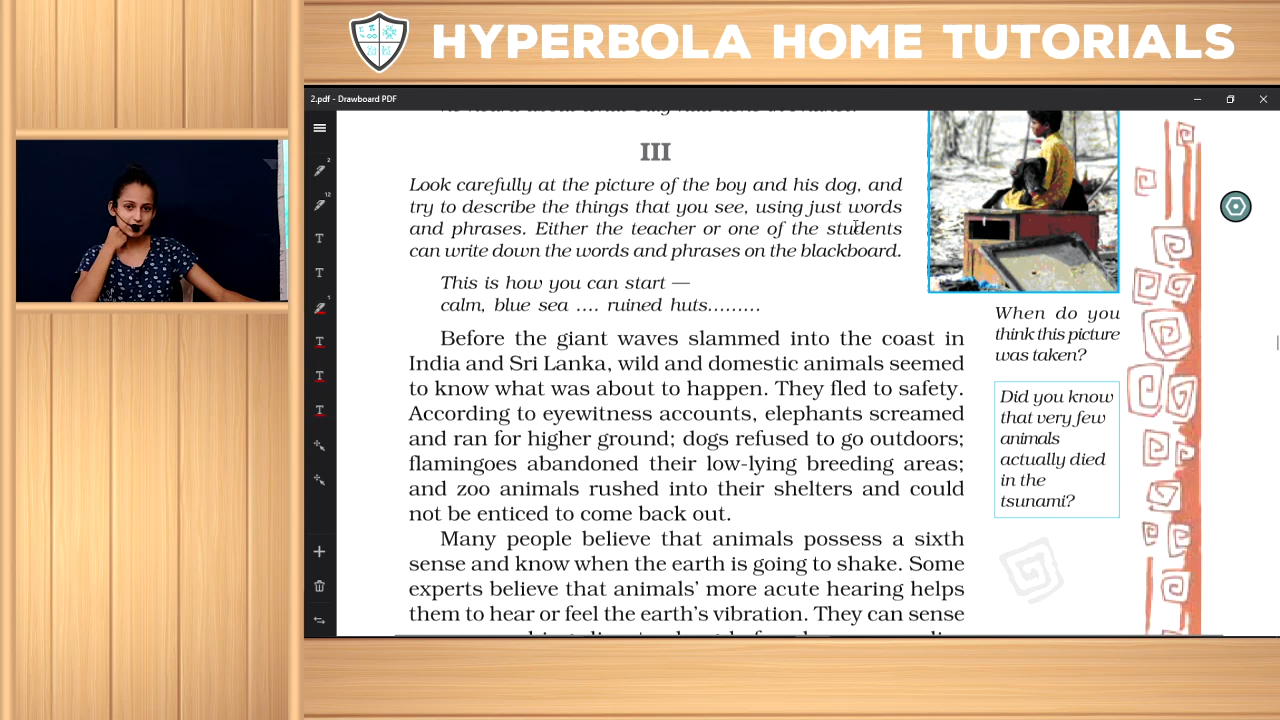 HYPERBOLA HOME TUTORIALS
2.pdf - Drawboard PDF
III
Look carefully at the picture of the boy and his dog, and
try to describe the things that you see, using just words
and phrases. Either the teacher or one of the students
can write down the words and phrases on the blackboard.
This is how you can start —
calm, blue sea .... ruined huts.........
Before the giant waves slammed into the coast in
India and Sri Lanka, wild and domestic animals seemed
to know what was about to happen. They fled to safety.
According to eyewitness accounts, elephants screamed
and ran for higher ground; dogs refused to go outdoors;
flamingoes abandoned their low-lying breeding areas;
and zoo animals rushed into their shelters and could
not be enticed to come back out.
Many people believe that animals possess a sixth
sense and know when the earth is going to shake. Some
experts believe that animals’ more acute hearing helps
them to hear or feel the earth’s vibration. They can sense
When do you
think this picture
was taken?
Did you know
that very few
animals
actually died
in the
tsunami?
2
12
T
T
1
T
T
T